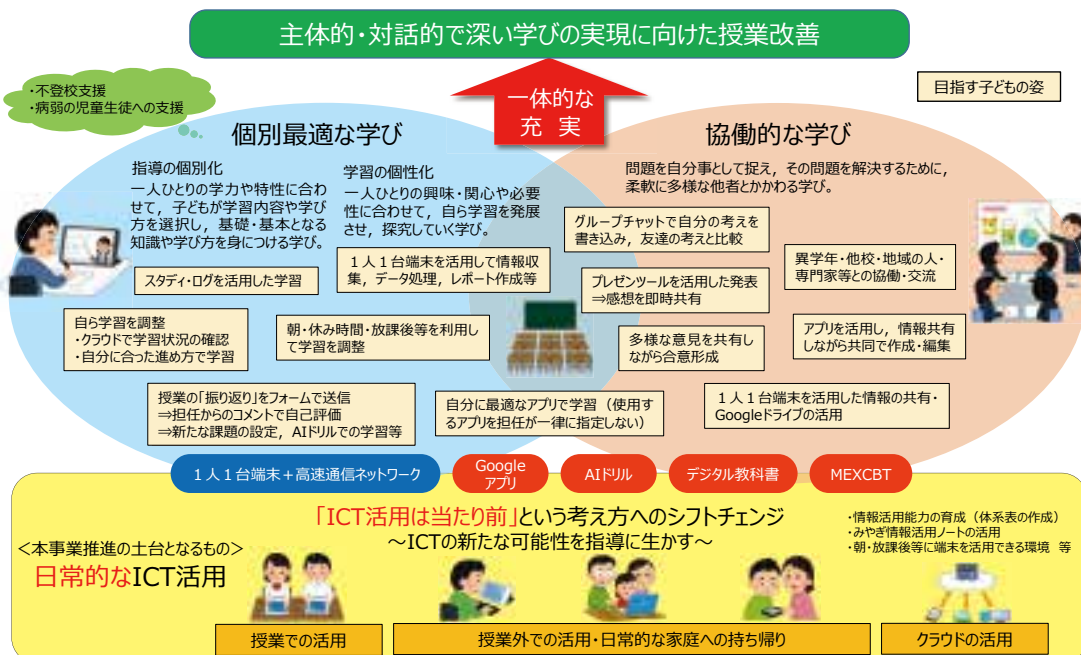 主体的・対話的で深い学びの実現に向けた授業改善
・不登校支援
・病弱の児童生徒への支援
一体的な
充 実
目指す子どもの姿
個別最適な学び
協働的な学び
指導の個別化
一人ひとりの学力や特性に合わ
せて，子どもが学習内容や学び
方を選択し，基礎・基本となる
知識や学び方を身につける学び。
学習の個性化
一人ひとりの興味・関心や必要
性に合わせて，自ら学習を発展
させ，探究していく学び。
問題を自分事として捉え，その問題を解決するために，
柔軟に多様な他者とかかわる学び。
スタディ・ログを活用した学習
１人１台端末を活用して情報収
集，データ処理，レポート作成等
グループチャットで自分の考えを
書き込み，友達の考えと比較
異学年・他校・地域の人・
専門家等との協働・交流
プレゼンツールを活用した発表
⇒感想を即時共有
自ら学習を調整
・クラウドで学習状況の確認
・自分に合った進め方で学習
朝・休み時間・放課後等を利用し
て学習を調整
多様な意見を共有し
ながら合意形成
アプリを活用し，情報共有
しながら共同で作成・編集
授業の「振り返り」をフォームで送信
⇒担任からのコメントで自己評価
⇒新たな課題の設定，AIドリルでの学習等
自分に最適なアプリで学習（使用す
るアプリを担任が一律に指定しない）
１人１台端末を活用した情報の共有・
Googleドライブの活用
１人１台端末＋高速通信ネットワーク
Google
アプリ
AIドリル
デジタル教科書
MEXCBT
「ICT活用は当たり前」という考え方へのシフトチェンジ
～ICTの新たな可能性を指導に生かす～
・情報活用能力の育成（体系表の作成）
・みやぎ情報活用ノートの活用
・朝・放課後等に端末を活用できる環境 等
＜本事業推進の土台となるもの＞
日常的なICT活用
授業での活用
授業外での活用・日常的な家庭への持ち帰り
クラウドの活用